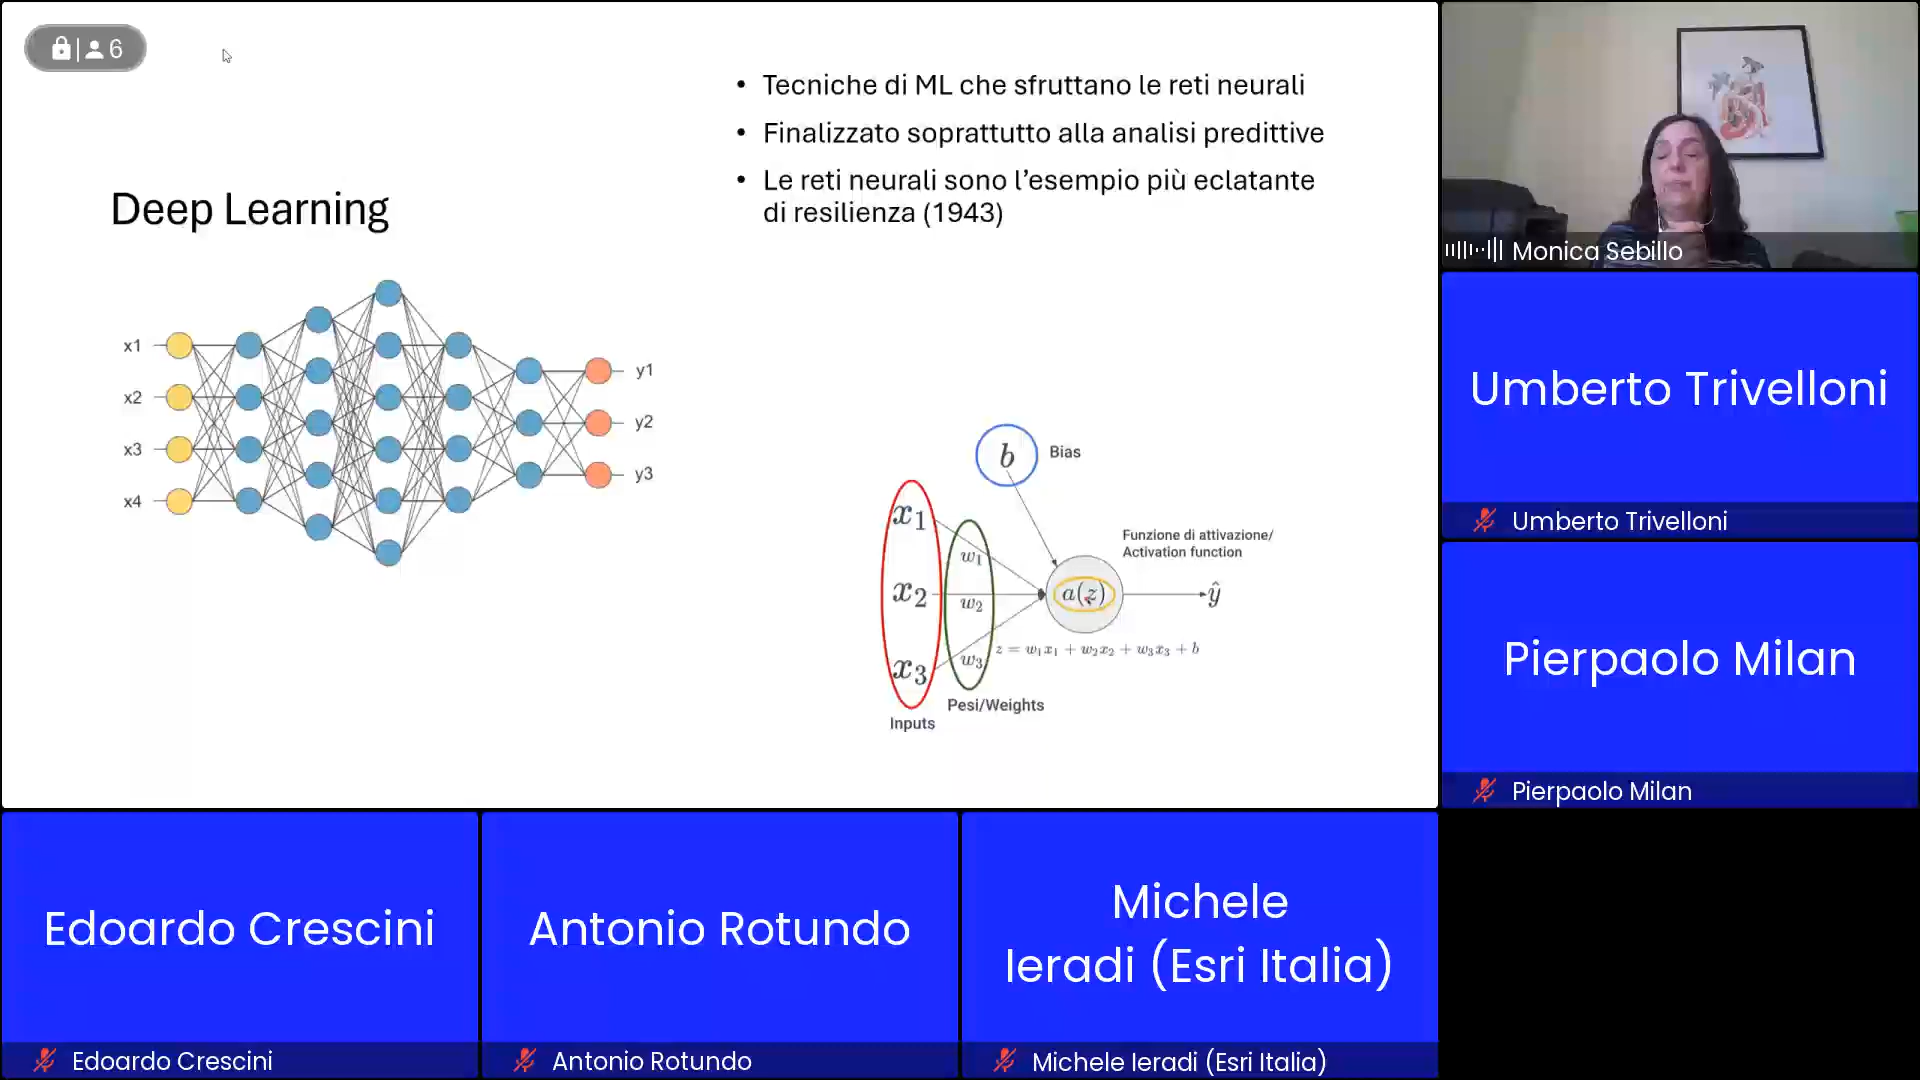 6
Deep Learning
• Tecniche di ML che sfruttano le reti neurali
• Finalizzato soprattutto alla analisi predittive
• Le reti neurali sono l’esempio più eclatante
di resilienza (1943)
x1
x2
x3
x4
y1
y2
y3
b
Bias
x₁
x₂
x₃
w₁
w₂
w₃
Funzione di attivazione/
Activation function
a(z)
ŷ
z = w₁x₁ + w₂x₂ + w₃x₃ + b
Pesi/Weights
Inputs
Monica Sebillo
Umberto Trivelloni
Umberto Trivelloni
Pierpaolo Milan
Pierpaolo Milan
Edoardo Crescini
Edoardo Crescini
Antonio Rotundo
Antonio Rotundo
Michele
Ieradi (Esri Italia)
Michele Ieradi (Esri Italia)